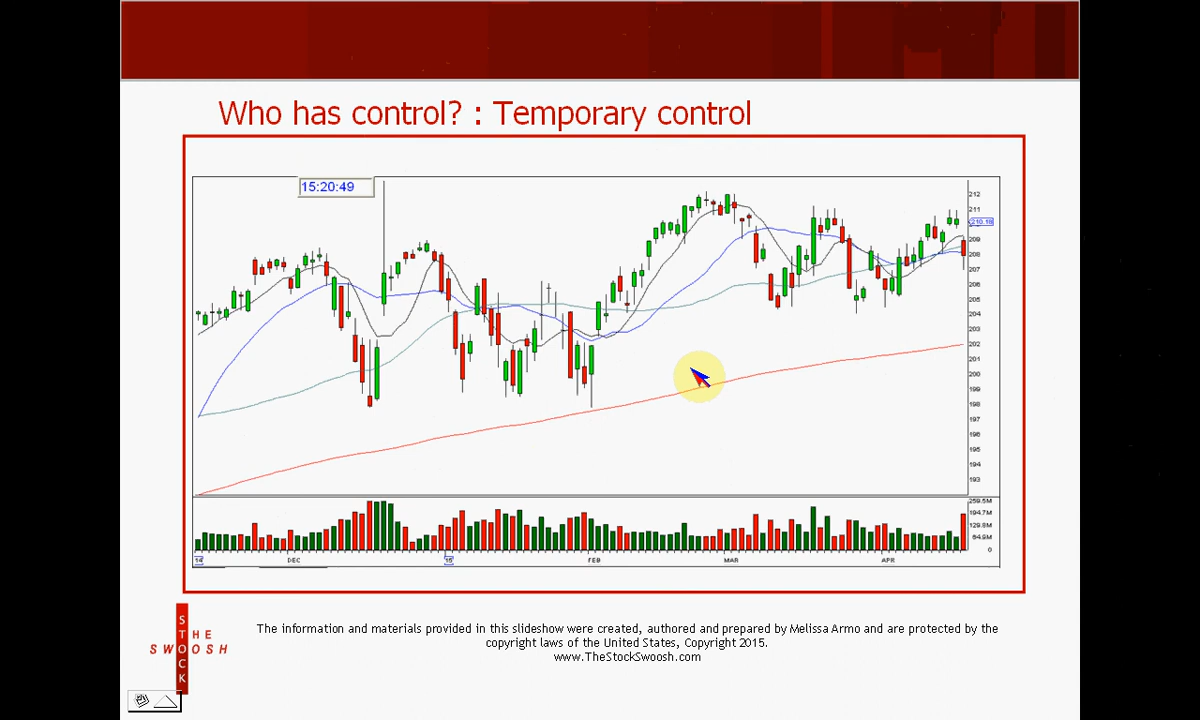 Who has control? : Temporary control
15:20:49
212
211
210.18
209
208
207
206
205
204
203
202
201
200
199
198
197
196
195
194
193
259.5M
194.7M
129.8M
64.9M
0
14
DEC
15
FEB
MAR
APR
THE
SWOOSH
STOCK
The information and materials provided in this slideshow were created, authored and prepared by Melissa Armo and are protected by the
copyright laws of the United States, Copyright 2015.
www.TheStockSwoosh.com